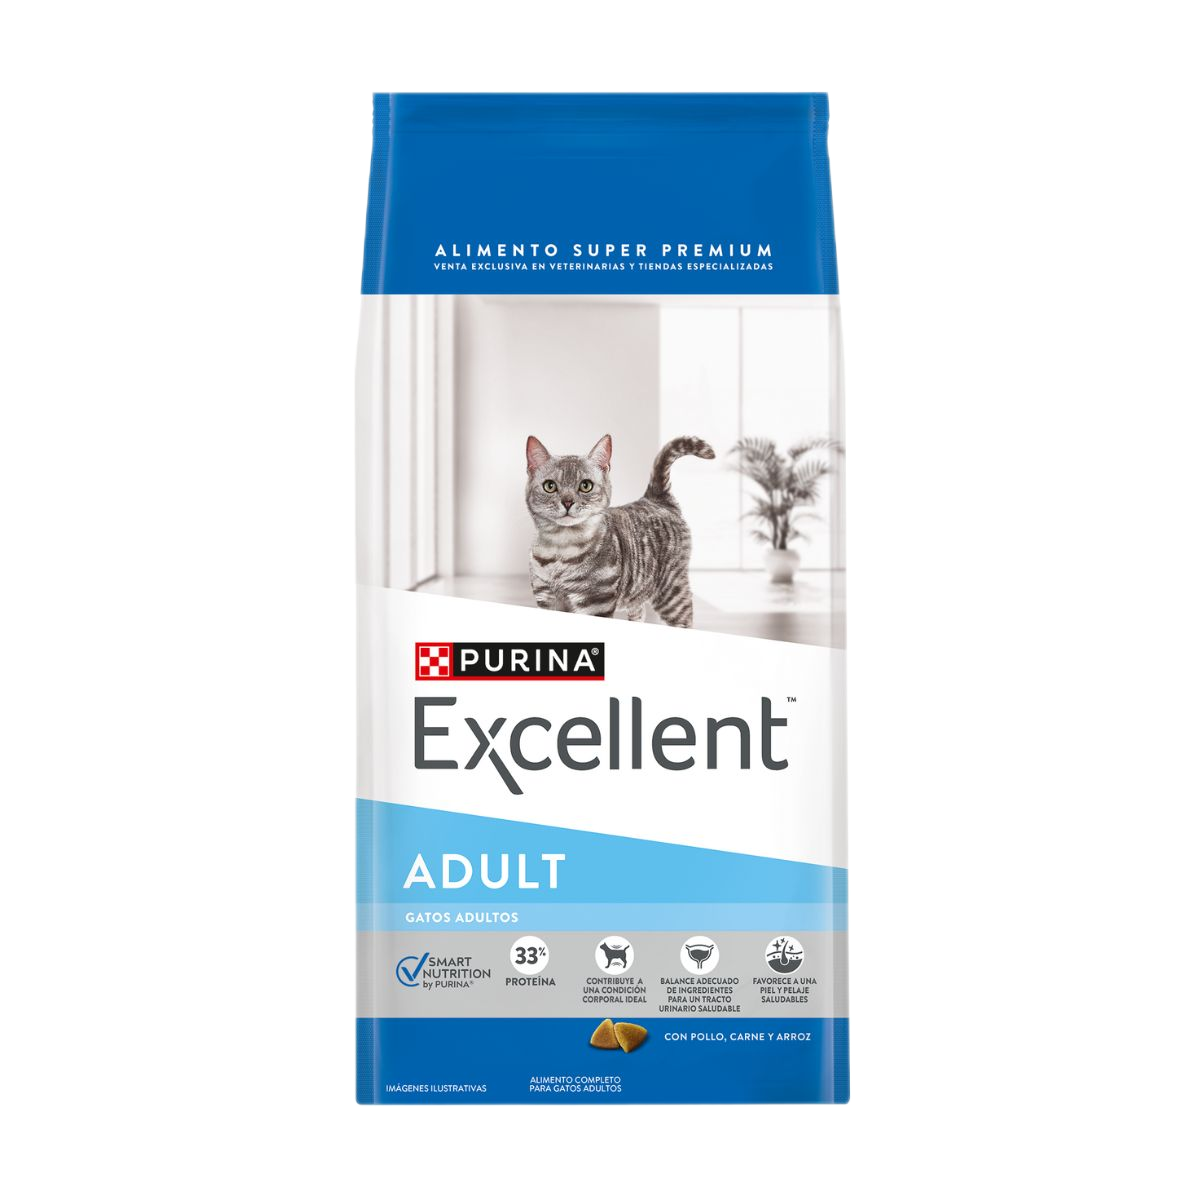 ALIMENTO SUPER PREMIUM
VENTA EXCLUSIVA EN VETERINARIAS Y TIENDAS ESPECIALIZADAS
PURINA®
Excellent™
ADULT
GATOS ADULTOS
SMART
NUTRITION
by PURINA®
33%
PROTEÍNA
CONTRIBUYE A
UNA CONDICIÓN
CORPORAL IDEAL
BALANCE ADECUADO
DE INGREDIENTES
PARA UN TRACTO
URINARIO SALUDABLE
FAVORECE A UNA
PIEL Y PELAJE
SALUDABLES
CON POLLO, CARNE Y ARROZ
IMÁGENES ILUSTRATIVAS
ALIMENTO COMPLETO
PARA GATOS ADULTOS